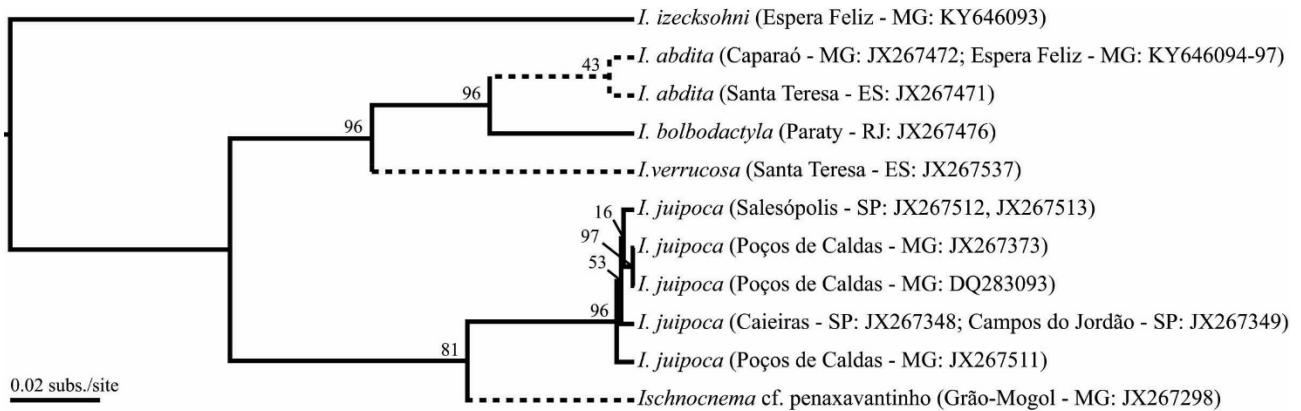 I. izecksohni (Espera Feliz - MG: KY646093)
I. abdita (Caparaó - MG: JX267472; Espera Feliz - MG: KY646094-97)
43
I. abdita (Santa Teresa - ES: JX267471)
96
I. bolbodactyla (Paraty - RJ: JX267476)
96
I.verrucosa (Santa Teresa - ES: JX267537)
I. juipoca (Salesópolis - SP: JX267512, JX267513)
16
I. juipoca (Poços de Caldas - MG: JX267373)
97
53
I. juipoca (Poços de Caldas - MG: DQ283093)
96
I. juipoca (Caieiras - SP: JX267348; Campos do Jordão - SP: JX267349)
81
I. juipoca (Poços de Caldas - MG: JX267511)
0.02 subs./site
Ischnocnema cf. penaxavantinho (Grão-Mogol - MG: JX267298)